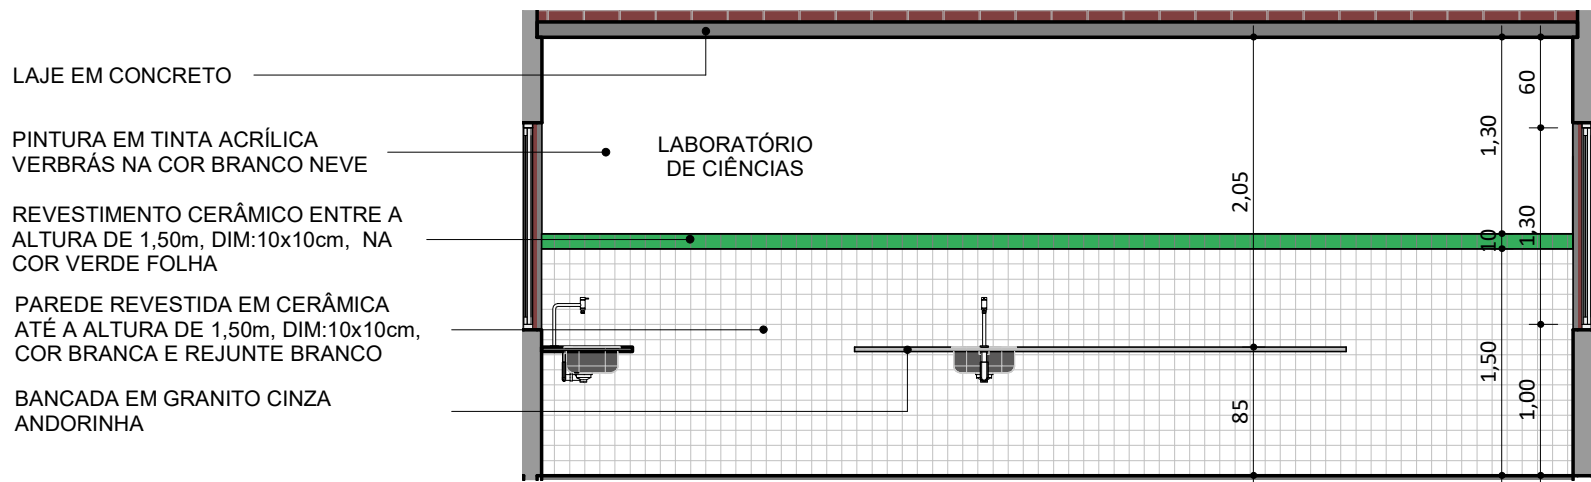 LAJE EM CONCRETO
PINTURA EM TINTA ACRÍLICA
VERBRÁS NA COR BRANCO NEVE
REVESTIMENTO CERÂMICO ENTRE A
ALTURA DE 1,50m, DIM:10x10cm, NA
COR VERDE FOLHA
PAREDE REVESTIDA EM CERÂMICA
ATÉ A ALTURA DE 1,50m, DIM:10x10cm,
COR BRANCA E REJUNTE BRANCO
BANCADA EM GRANITO CINZA
ANDORINHA
LABORATÓRIO
DE CIÊNCIAS
2,05
85
1,30
10
1,50
60
1,30
1,00